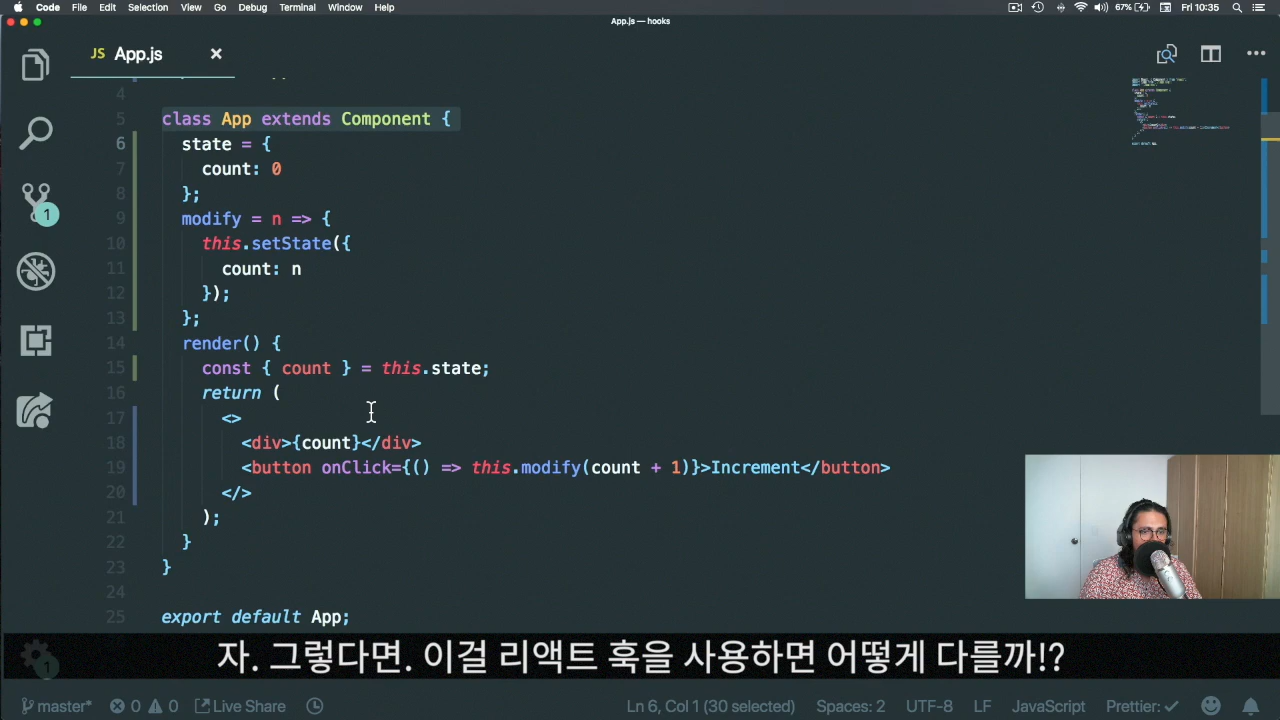 Code File Edit Selection View Go Debug Terminal Window Help 67% Fri 10:35
App.js — hooks
JS App.js
4
5 class App extends Component {
6 state = {
7 count: 0
8 };
9 modify = n => {
10 this.setState({
11 count: n
12 });
13 };
14 render() {
15 const { count } = this.state;
16 return (
17 <>
18 <div>{count}</div>
19 <button onClick={() => this.modify(count + 1)}>Increment</button>
20 </>
21 );
22 }
23 }
24
25 export default App;
1
1
자. 그렇다면. 이걸 리액트 훅을 사용하면 어떻게 다를까!?
master* 0 0 Live Share Ln 6, Col 1 (30 selected) Spaces: 2 UTF-8 LF JavaScript Prettier: ✓